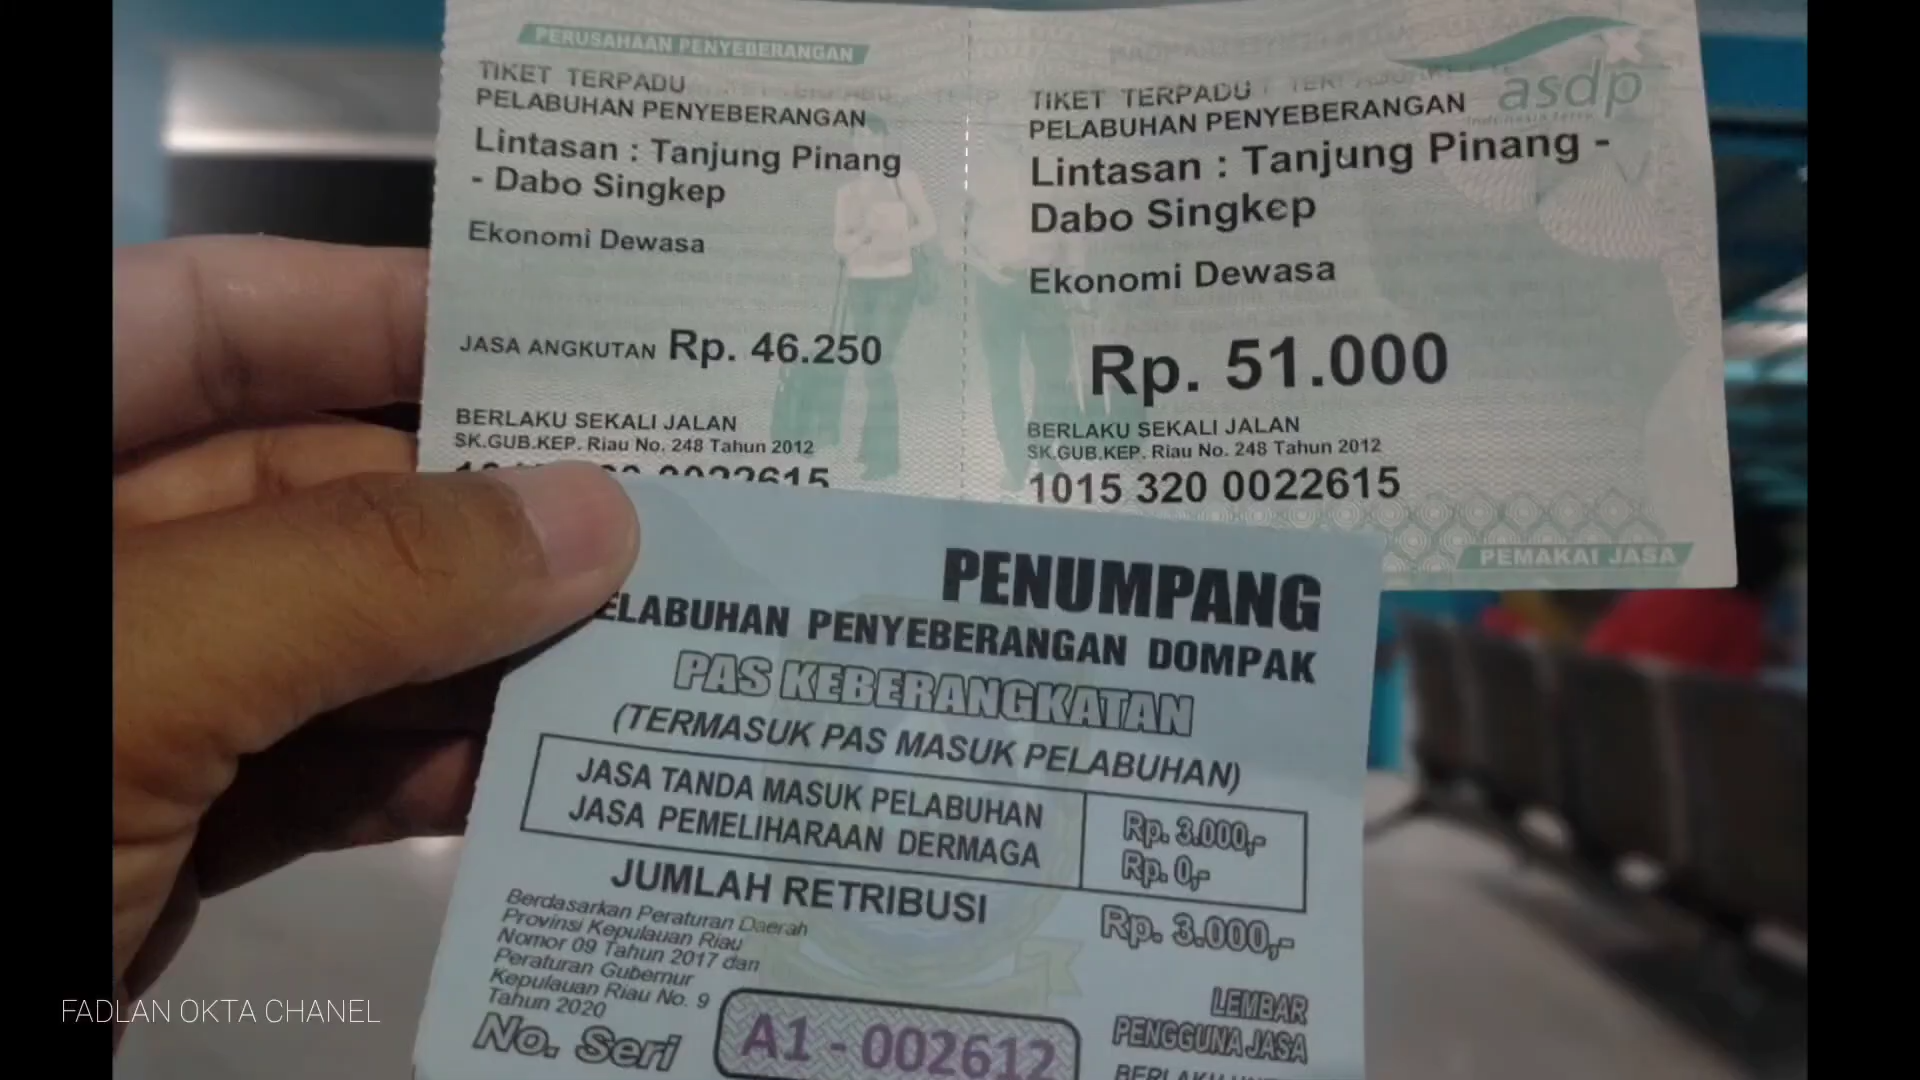 PERUSAHAAN PENYEBERANGAN
TIKET TERPADU
PELABUHAN PENYEBERANGAN
Lintasan : Tanjung Pinang
- Dabo Singkep
Ekonomi Dewasa
JASA ANGKUTAN Rp. 46.250
BERLAKU SEKALI JALAN
SK.GUB.KEP. Riau No. 248 Tahun 2012
0022615
asdp
TIKET TERPADU
PELABUHAN PENYEBERANGAN
Lintasan : Tanjung Pinang -
Dabo Singkep
Ekonomi Dewasa
Rp. 51.000
BERLAKU SEKALI JALAN
SK.GUB.KEP. Riau No. 248 Tahun 2012
1015 320 0022615
PEMAKAI JASA
PENUMPANG
ELABUHAN PENYEBERANGAN DOMPAK
PAS KEBERANGKATAN
(TERMASUK PAS MASUK PELABUHAN)
JASA TANDA MASUK PELABUHAN Rp. 3.000,-
JASA PEMELIHARAAN DERMAGA Rp. 0,-
JUMLAH RETRIBUSI Rp. 3.000,-
Berdasarkan Peraturan Daerah
Provinsi Kepulauan Riau
Nomor 09 Tahun 2017 dan
Peraturan Gubernur
Kepulauan Riau No. 9
Tahun 2020
No. Seri A1 - 002612
LEMBAR
PENGGUNA JASA
FADLAN OKTA CHANEL